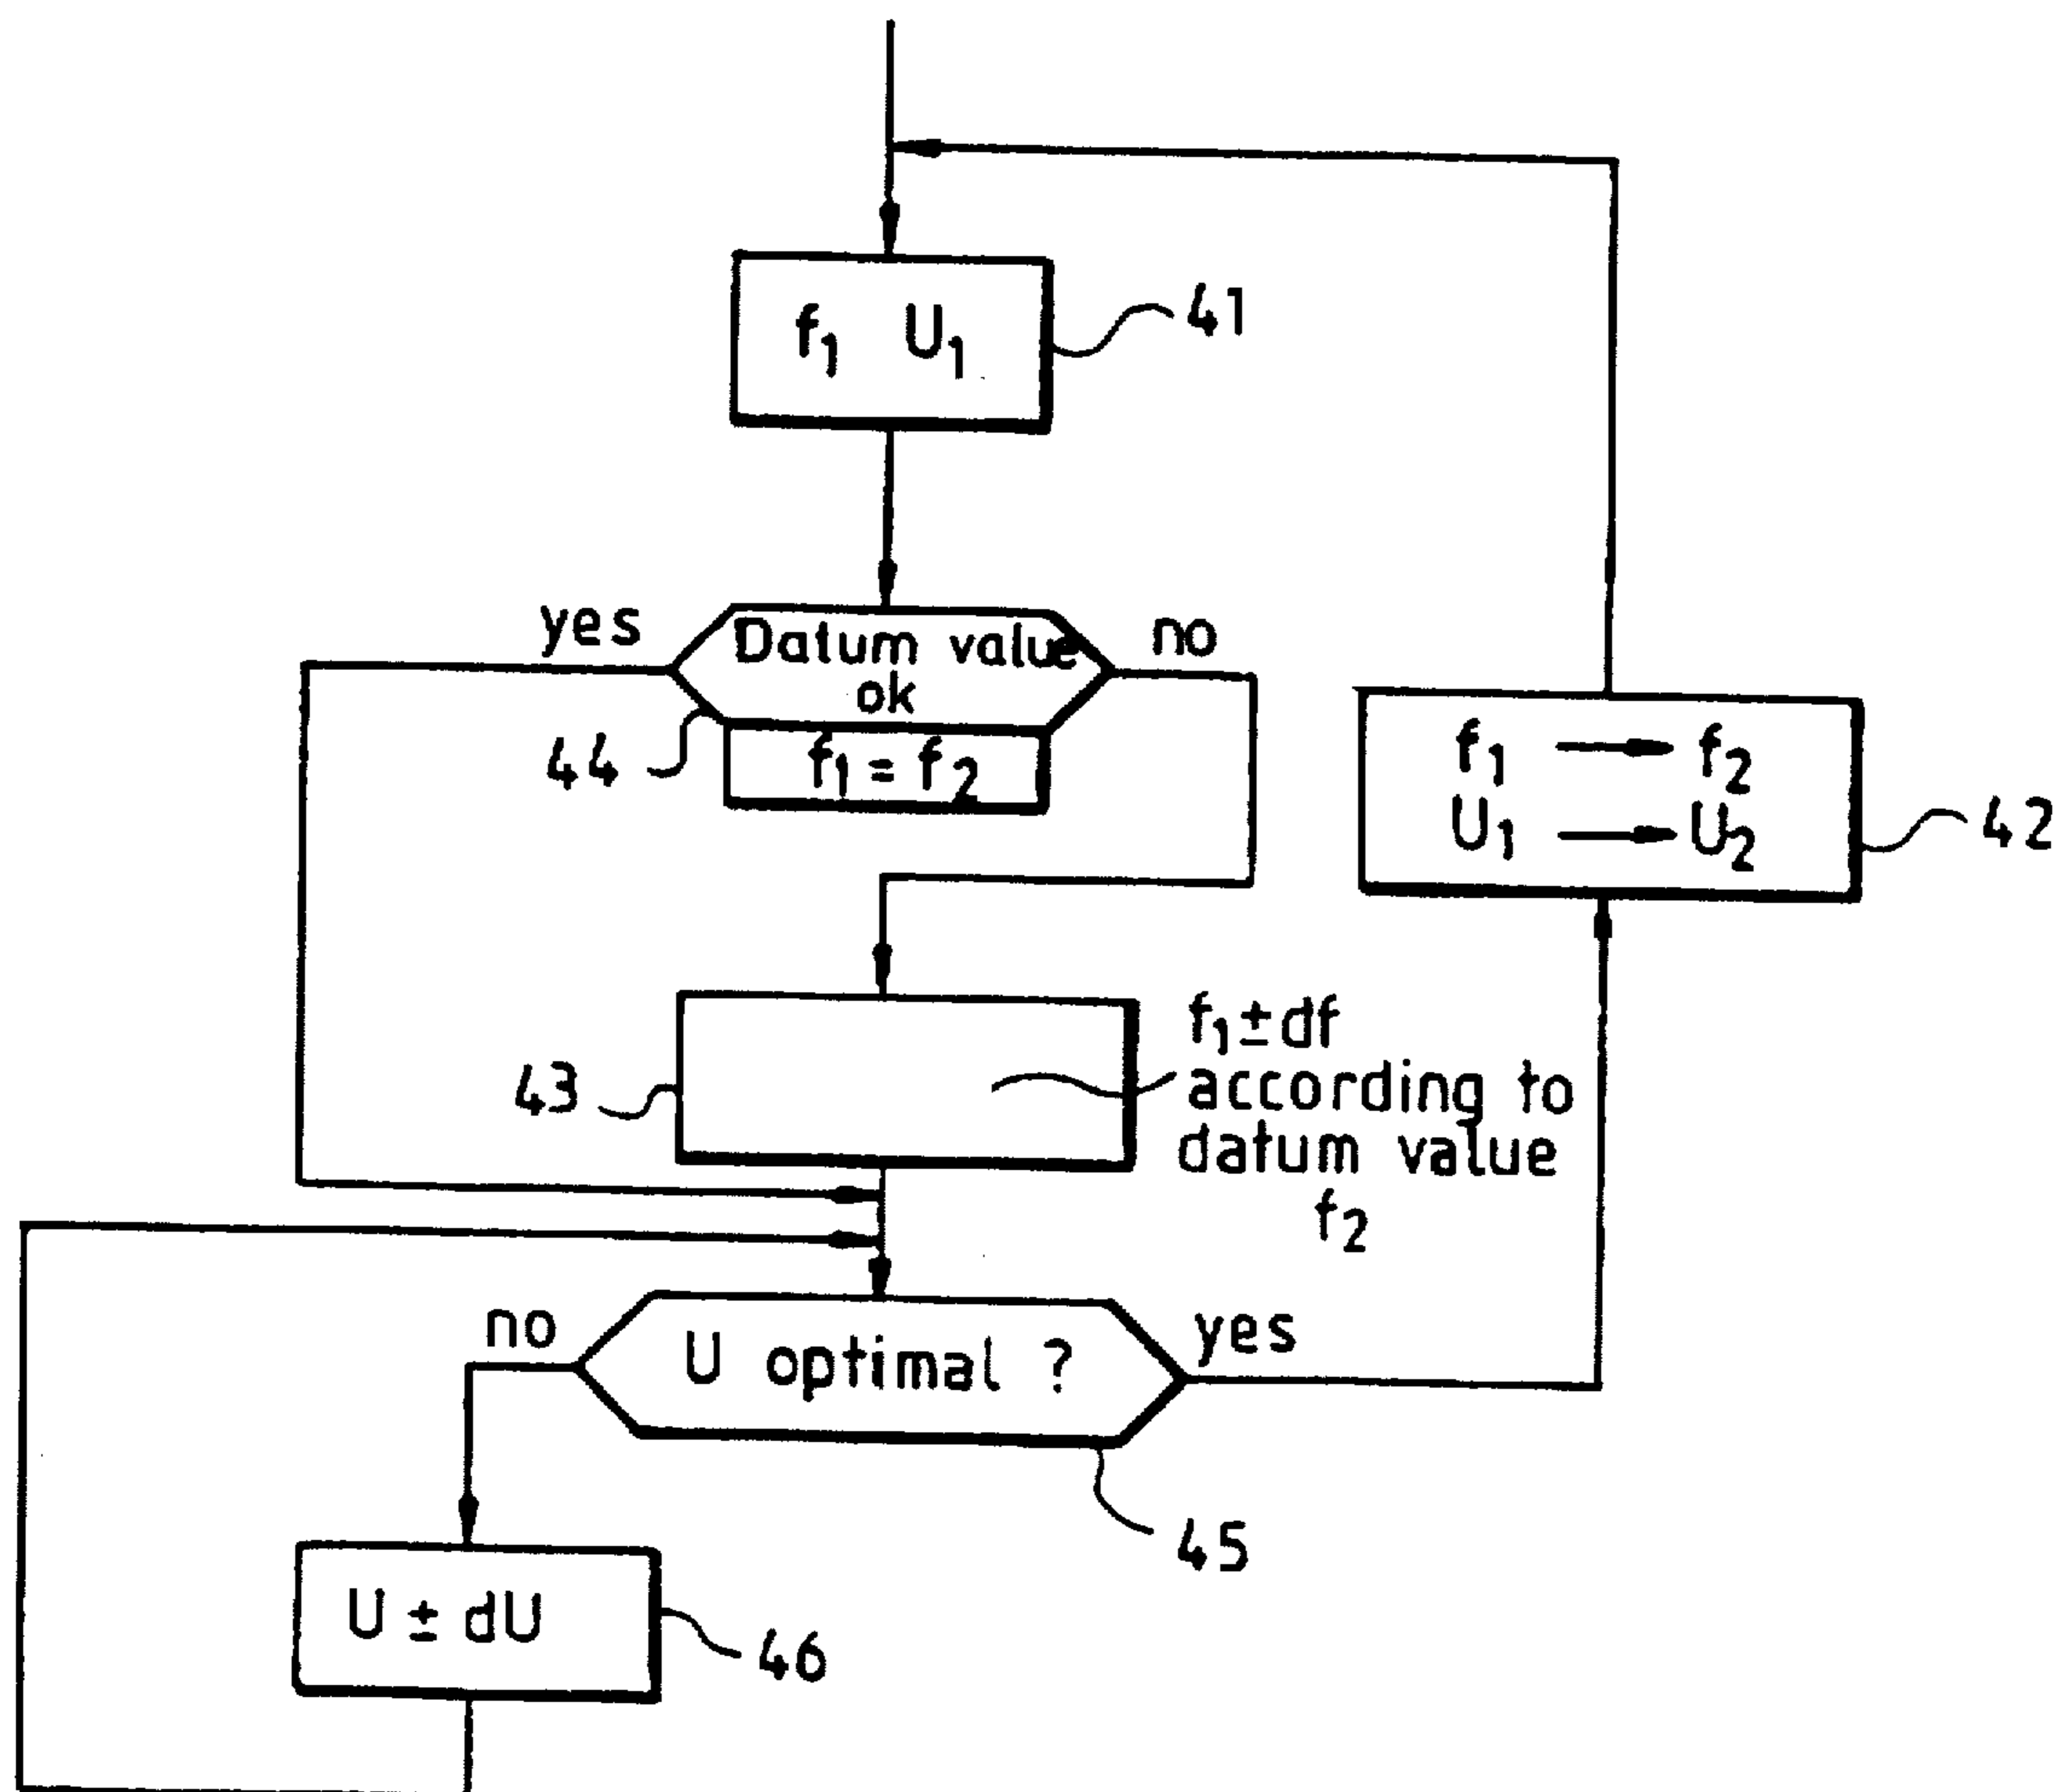 f₁ U₁
41
yes
Datum value
ok
no
44
f₁ = f₂
f₁ → f₂
U₁ → U₂
42
43
f₁ ± df
according to
datum value
f₂
no
U optimal ?
yes
45
U ± dU
46